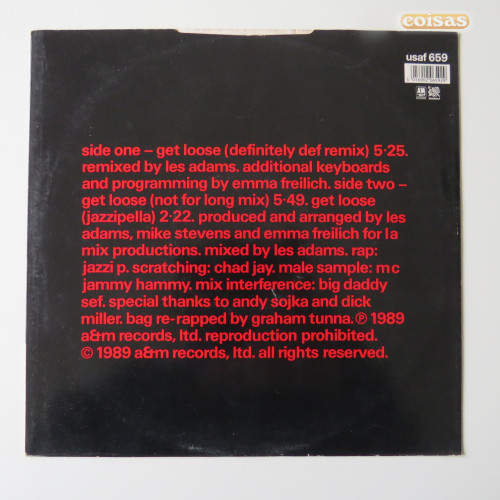 coisas
usaf 659
side one – get loose (definitely def remix) 5·25.
remixed by les adams. additional keyboards
and programming by emma freilich. side two –
get loose (not for long mix) 5·49. get loose
(jazzipella) 2·22. produced and arranged by les
adams, mike stevens and emma freilich for la
mix productions. mixed by les adams. rap:
jazzi p. scratching: chad jay. male sample: mc
jammy hammy. mix interference: big daddy
sef. special thanks to andy sojka and dick
miller. bag re-rapped by graham tunna. ℗ 1989
a&m records, ltd. reproduction prohibited.
© 1989 a&m records, ltd. all rights reserved.